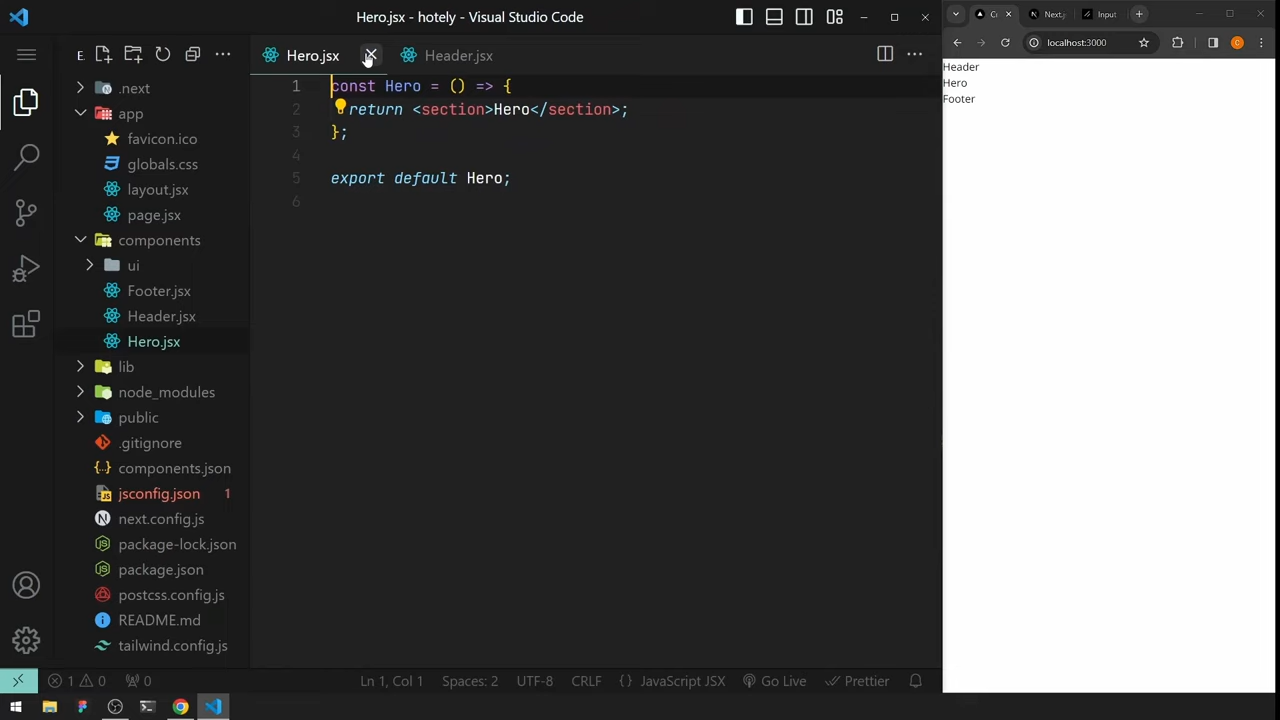 Hero.jsx - hotely - Visual Studio Code
E
Hero.jsx
Header.jsx
.next
app
favicon.ico
globals.css
layout.jsx
page.jsx
components
ui
Footer.jsx
Header.jsx
Hero.jsx
lib
node_modules
public
.gitignore
components.json
jsconfig.json 1
next.config.js
package-lock.json
package.json
postcss.config.js
README.md
tailwind.config.js
1 const Hero = () => {
2 return <section>Hero</section>;
3 };
4
5 export default Hero;
6
1 0 0
Ln 1, Col 1
Spaces: 2
UTF-8
CRLF
{} JavaScript JSX
Go Live
Prettier
Cr
Next.
Input
localhost:3000
C
Header
Hero
Footer